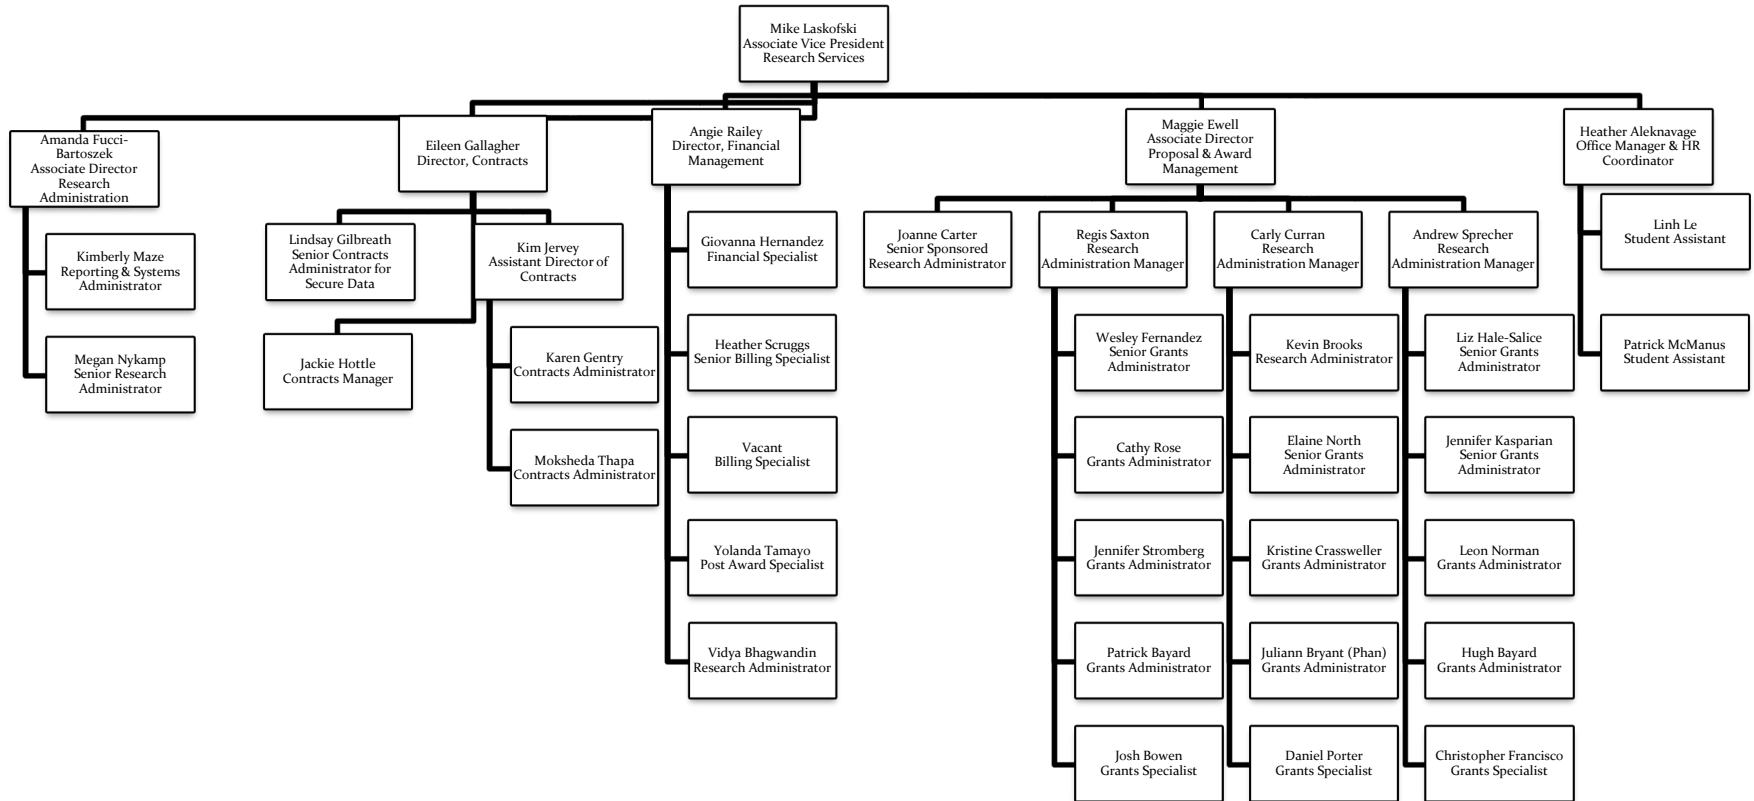 Mike Laskofski
Associate Vice President
Research Services
Amanda Fucci-
Bartoszek
Associate Director
Research
Administration
Kimberly Maze
Reporting & Systems
Administrator
Megan Nykamp
Senior Research
Administrator
Eileen Gallagher
Director, Contracts
Lindsay Gilbreath
Senior Contracts
Administrator for
Secure Data
Kim Jervey
Assistant Director of
Contracts
Jackie Hottle
Contracts Manager
Karen Gentry
Contracts Administrator
Moksheda Thapa
Contracts Administrator
Angie Railey
Director, Financial
Management
Giovanna Hernandez
Financial Specialist
Heather Scruggs
Senior Billing Specialist
Vacant
Billing Specialist
Yolanda Tamayo
Post Award Specialist
Vidya Bhagwandin
Research Administrator
Maggie Ewell
Associate Director
Proposal & Award
Management
Joanne Carter
Senior Sponsored
Research Administrator
Regis Saxton
Research
Administration Manager
Wesley Fernandez
Senior Grants
Administrator
Cathy Rose
Grants Administrator
Jennifer Stromberg
Grants Administrator
Patrick Bayard
Grants Administrator
Josh Bowen
Grants Specialist
Carly Curran
Research
Administration Manager
Kevin Brooks
Research Administrator
Elaine North
Senior Grants
Administrator
Kristine Crassweller
Grants Administrator
Juliann Bryant (Phan)
Grants Administrator
Daniel Porter
Grants Specialist
Andrew Sprecher
Research
Administration Manager
Liz Hale-Salice
Senior Grants
Administrator
Jennifer Kasparian
Senior Grants
Administrator
Leon Norman
Grants Administrator
Hugh Bayard
Grants Administrator
Christopher Francisco
Grants Specialist
Heather Aleknavage
Office Manager & HR
Coordinator
Linh Le
Student Assistant
Patrick McManus
Student Assistant